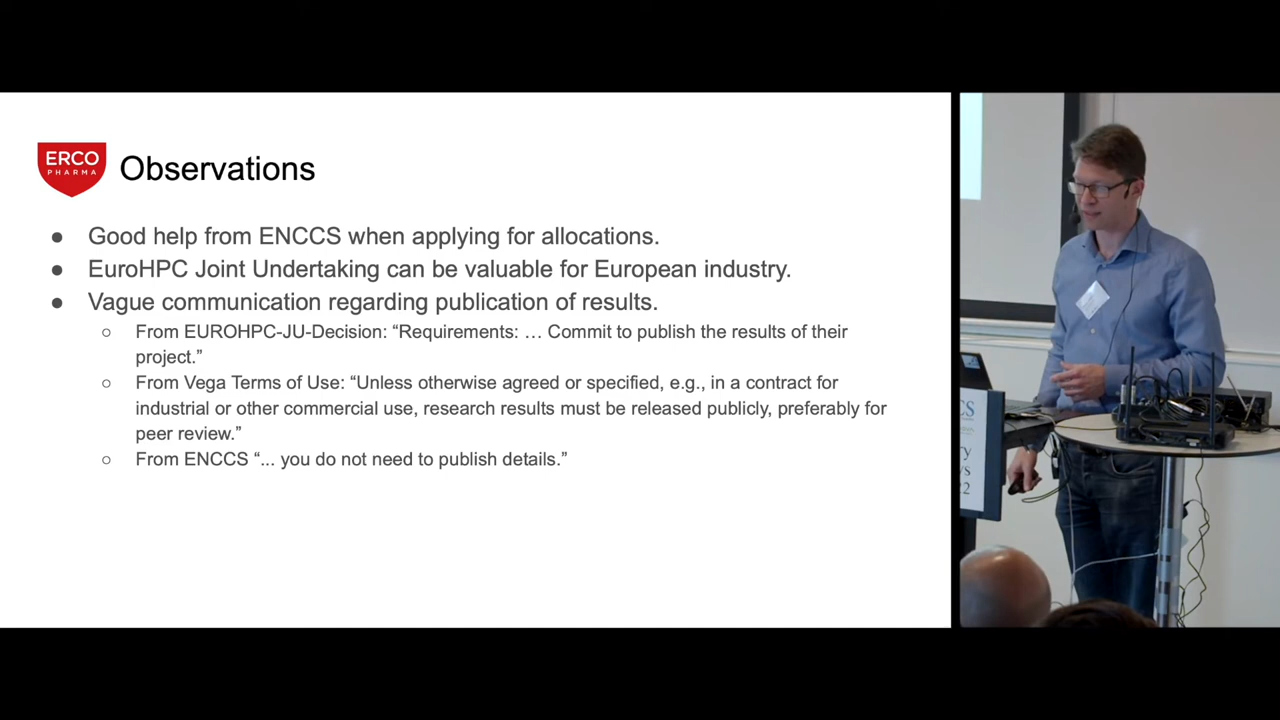 ERCO
PHARMA
Observations
● Good help from ENCCS when applying for allocations.
● EuroHPC Joint Undertaking can be valuable for European industry.
● Vague communication regarding publication of results.
○ From EUROHPC-JU-Decision: “Requirements: … Commit to publish the results of their
project.”
○ From Vega Terms of Use: “Unless otherwise agreed or specified, e.g., in a contract for
industrial or other commercial use, research results must be released publicly, preferably for
peer review.”
○ From ENCCS “... you do not need to publish details.”
CS
ry
ys
22